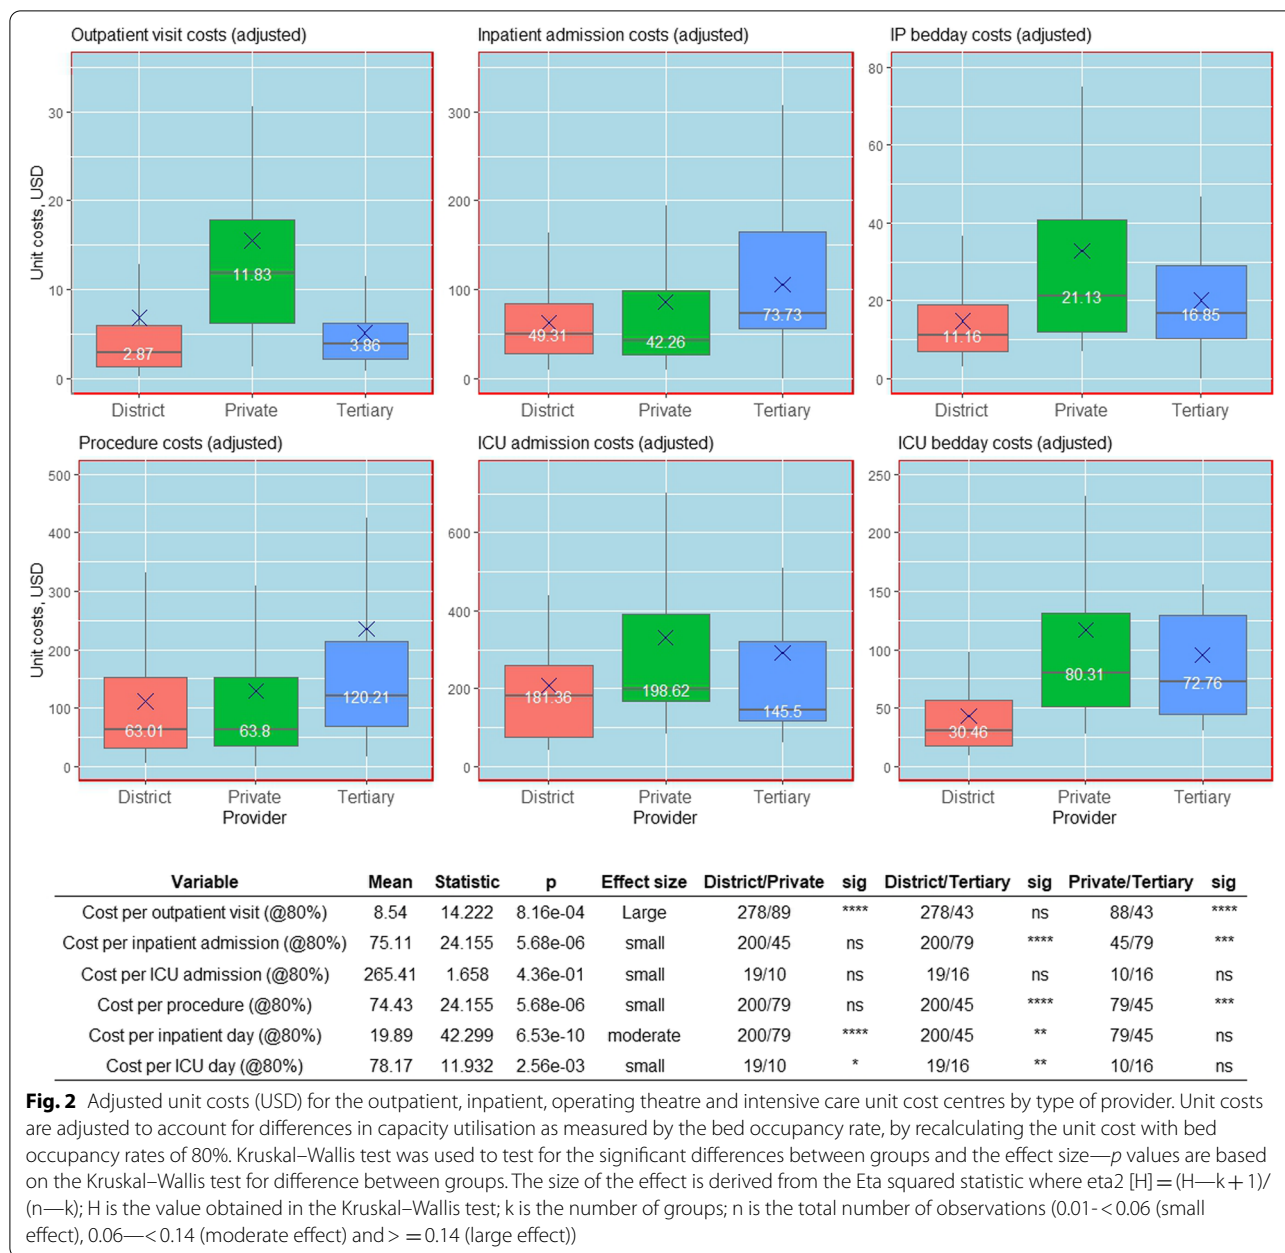 Outpatient visit costs (adjusted)
Inpatient admission costs (adjusted)
IP bedday costs (adjusted)
Unit costs, USD
30
20
10
0
11.83
2.87
3.86
District Private Tertiary
300
200
100
0
49.31
42.26
73.73
District Private Tertiary
80
60
40
20
0
11.16
21.13
16.85
District Private Tertiary
Procedure costs (adjusted)
ICU admission costs (adjusted)
ICU bedday costs (adjusted)
Unit costs, USD
500
400
300
200
100
0
63.01
63.8
120.21
District Private Tertiary
Provider
600
400
200
0
181.36
198.62
145.5
District Private Tertiary
Provider
250
200
150
100
50
0
30.46
80.31
72.76
District Private Tertiary
Provider
Variable Mean Statistic p Effect size District/Private sig District/Tertiary sig Private/Tertiary sig
Cost per outpatient visit (@80%) 8.54 14.222 8.16e-04 Large 278/89 **** 278/43 ns 88/43 ****
Cost per inpatient admission (@80%) 75.11 24.155 5.68e-06 small 200/45 ns 200/79 **** 45/79 ***
Cost per ICU admission (@80%) 265.41 1.658 4.36e-01 small 19/10 ns 19/16 ns 10/16 ns
Cost per procedure (@80%) 74.43 24.155 5.68e-06 small 200/79 ns 200/45 **** 79/45 ***
Cost per inpatient day (@80%) 19.89 42.299 6.53e-10 moderate 200/79 **** 200/45 ** 79/45 ns
Cost per ICU day (@80%) 78.17 11.932 2.56e-03 small 19/10 * 19/16 ** 10/16 ns
Fig. 2 Adjusted unit costs (USD) for the outpatient, inpatient, operating theatre and intensive care unit cost centres by type of provider. Unit costs
are adjusted to account for differences in capacity utilisation as measured by the bed occupancy rate, by recalculating the unit cost with bed
occupancy rates of 80%. Kruskal–Wallis test was used to test for the significant differences between groups and the effect size—p values are based
on the Kruskal–Wallis test for difference between groups. The size of the effect is derived from the Eta squared statistic where eta2 [H] = (H—k + 1)/
(n—k); H is the value obtained in the Kruskal–Wallis test; k is the number of groups; n is the total number of observations (0.01- < 0.06 (small
effect), 0.06—< 0.14 (moderate effect) and > = 0.14 (large effect))